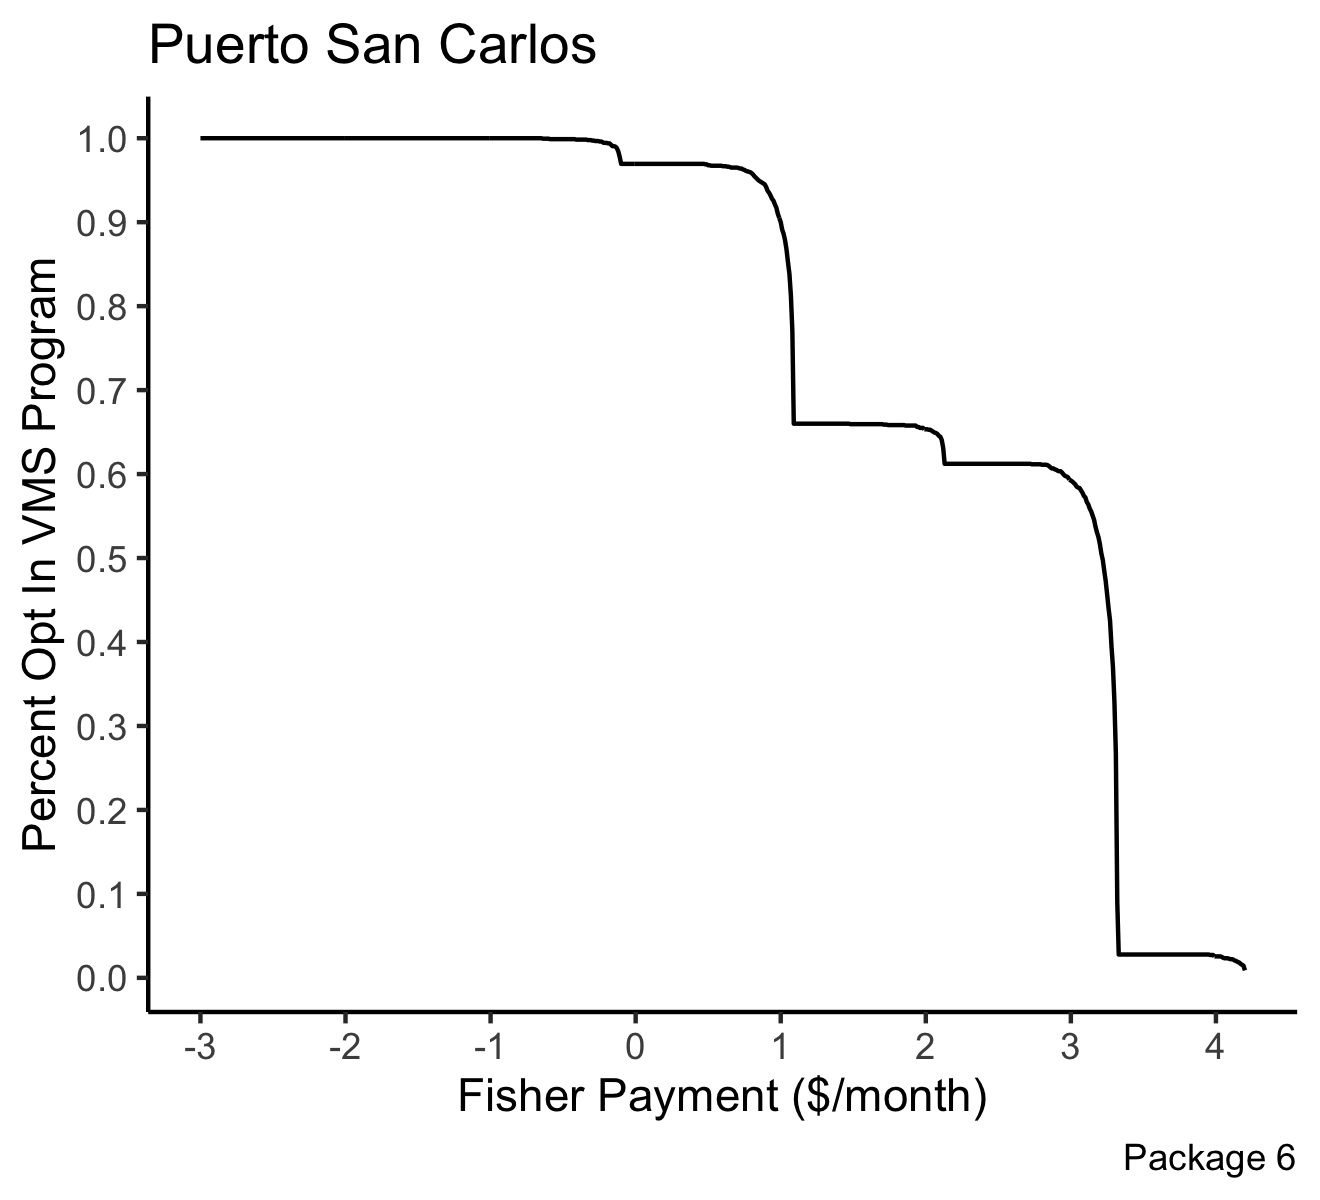 Puerto San Carlos
Percent Opt In VMS Program
1.0
0.9
0.8
0.7
0.6
0.5
0.4
0.3
0.2
0.1
0.0
-3 -2 -1 0 1 2 3 4
Fisher Payment ($/month)
Package 6